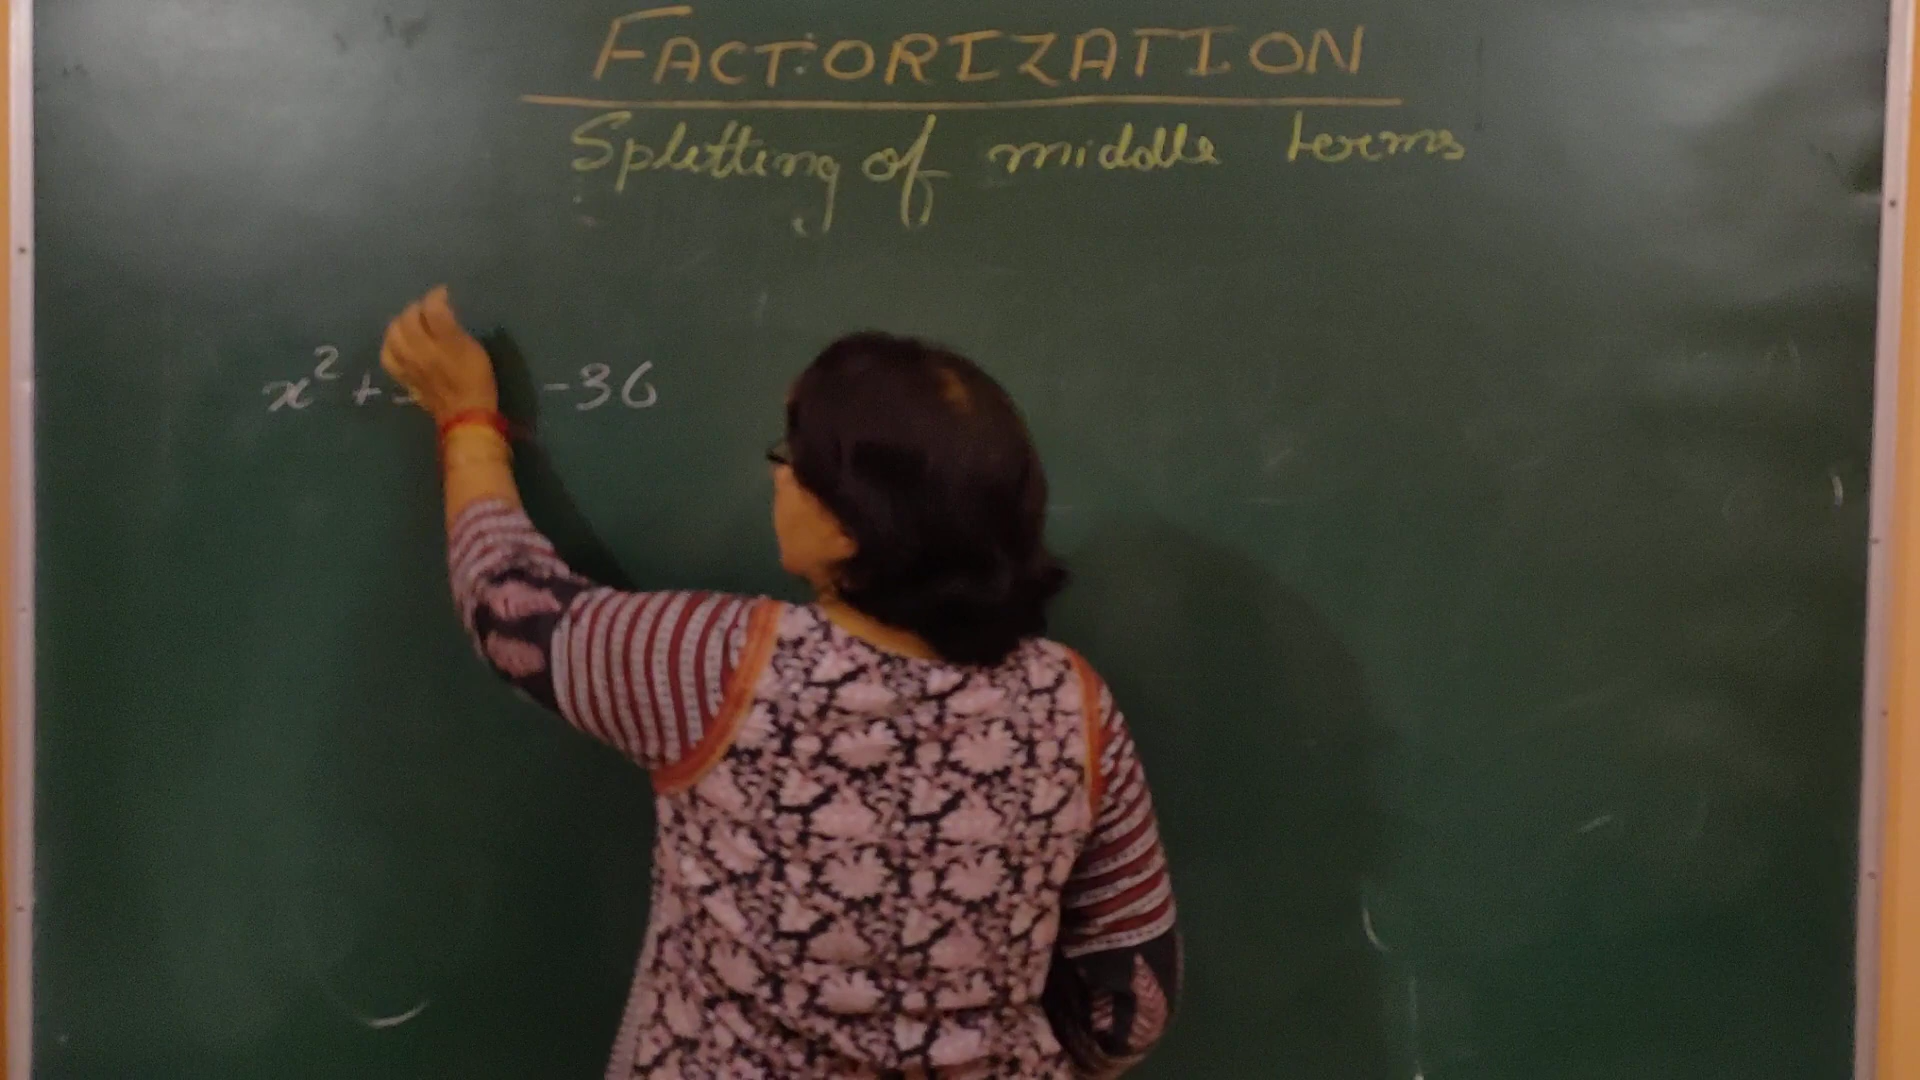 FACTORIZATION
Splitting of middle terms
x² + - 36